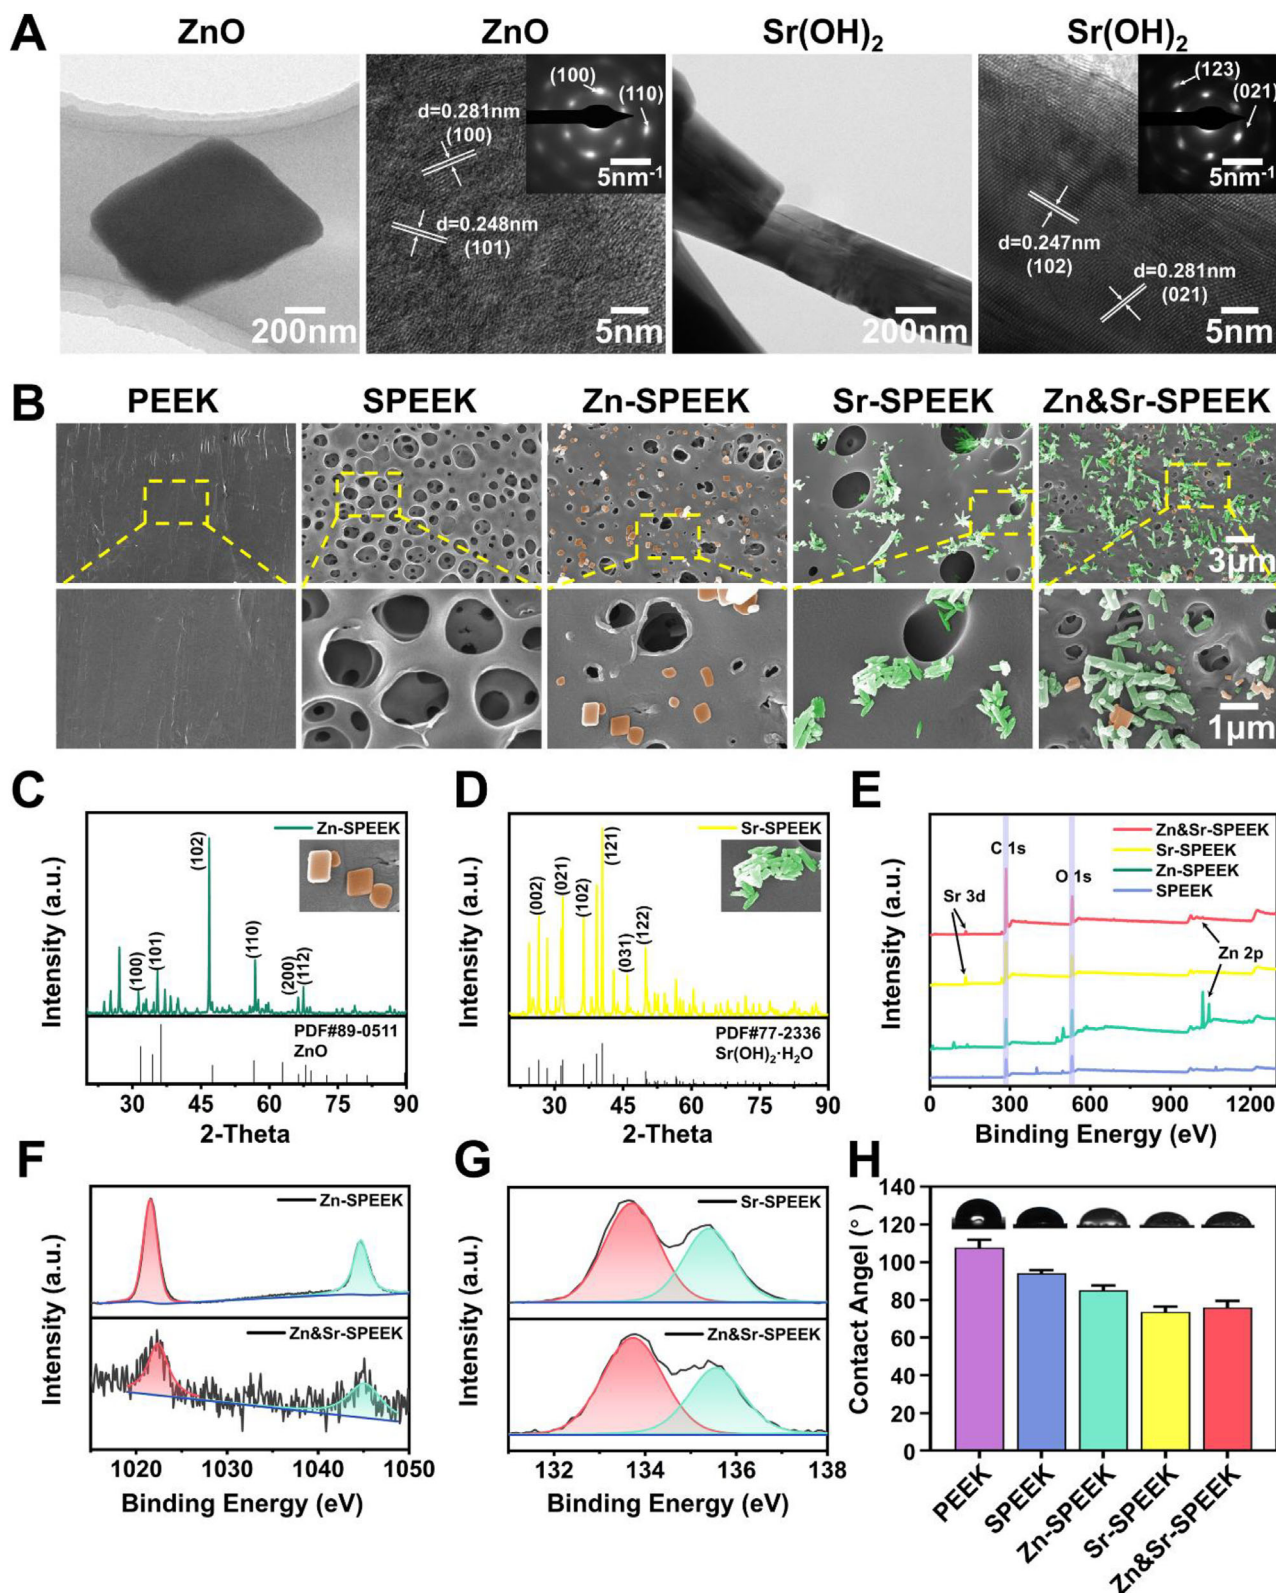 A
ZnO
ZnO
Sr(OH)2
Sr(OH)2
200nm
d=0.281nm
(100)
d=0.248nm
(101)
(100)
(110)
5nm-1
5nm
200nm
(123)
(021)
5nm-1
d=0.247nm
(102)
d=0.281nm
(021)
5nm
B
PEEK
SPEEK
Zn-SPEEK
Sr-SPEEK
Zn&Sr-SPEEK
3μm
1μm
C
Intensity (a.u.)
Zn-SPEEK
(100)
(101)
(102)
(110)
(200)
(112)
PDF#89-0511
ZnO
30
45
60
75
90
2-Theta
D
Intensity (a.u.)
Sr-SPEEK
(002)
(021)
(102)
(121)
(031)
(122)
PDF#77-2336
Sr(OH)2·H2O
30
45
60
75
90
2-Theta
E
Intensity (a.u.)
Zn&Sr-SPEEK
Sr-SPEEK
Zn-SPEEK
SPEEK
C 1s
O 1s
Sr 3d
Zn 2p
0
300
600
900
1200
Binding Energy (eV)
F
Intensity (a.u.)
Zn-SPEEK
Zn&Sr-SPEEK
1020
1030
1040
1050
Binding Energy (eV)
G
Intensity (a.u.)
Sr-SPEEK
Zn&Sr-SPEEK
132
134
136
138
Binding Energy (eV)
H
Contact Angel (°)
140
120
100
80
60
40
20
0
PEEK
SPEEK
Zn-SPEEK
Sr-SPEEK
Zn&Sr-SPEEK